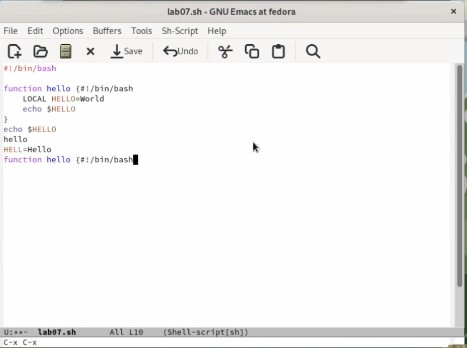 lab07.sh - GNU Emacs at fedora
File Edit Options Buffers Tools Sh-Script Help
Save Undo
#!/bin/bash
function hello {#!/bin/bash
LOCAL HELLO=World
echo $HELLO
}
echo $HELLO
hello
HELL=Hello
function hello {#!/bin/bash
U:**- lab07.sh All L10 (Shell-script[sh])
C-x C-x